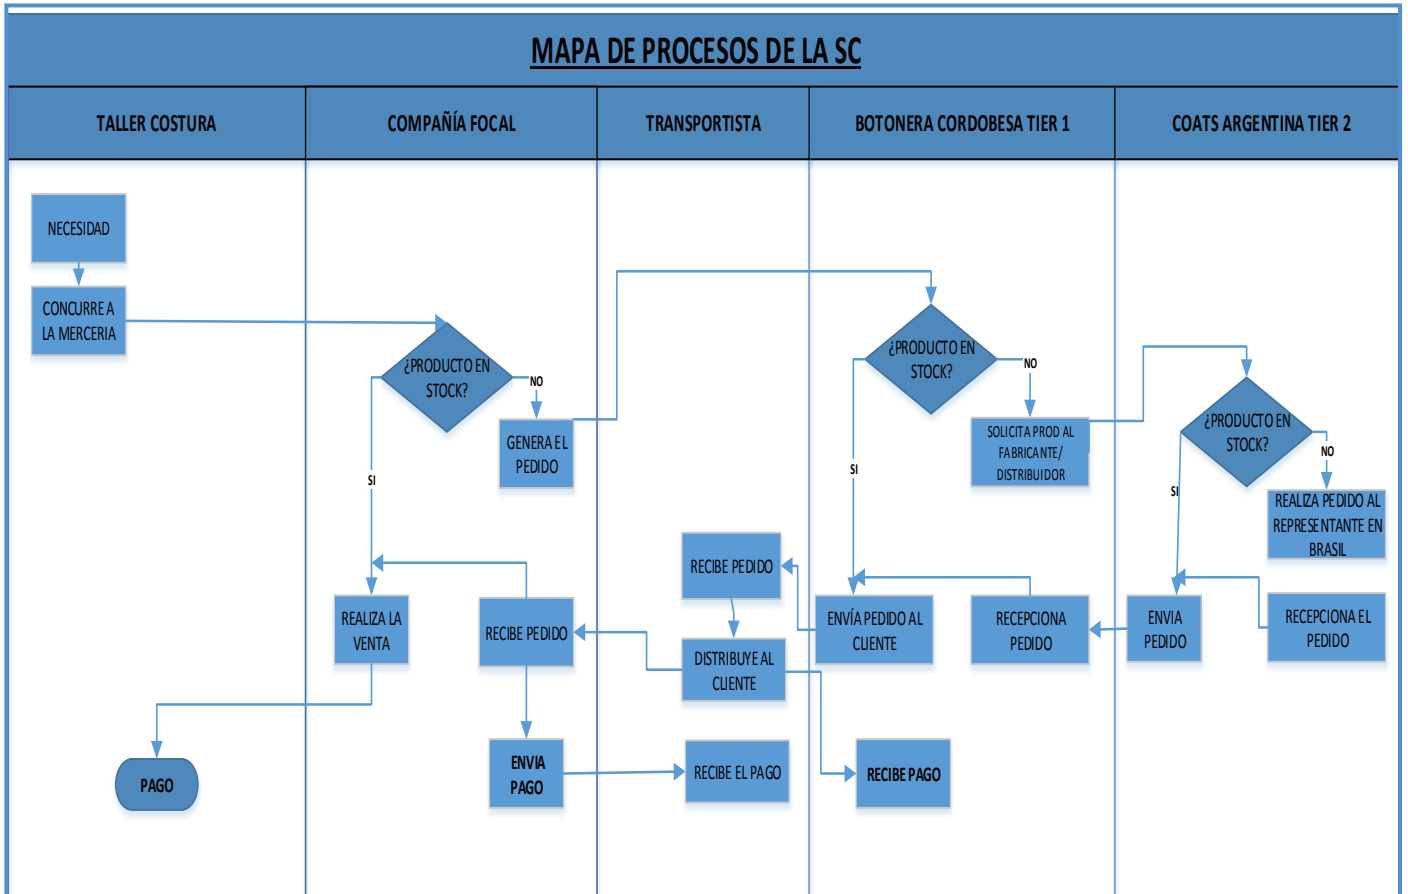 MAPA DE PROCESOS DE LA SC
TALLER COSTURA
COMPAÑÍA FOCAL
TRANSPORTISTA
BOTONERA CORDOBESA TIER 1
COATS ARGENTINA TIER 2
NECESIDAD
CONCURRE A
LA MERCERIA
¿PRODUCTO EN
STOCK?
NO
GENERA EL
PEDIDO
SI
¿PRODUCTO EN
STOCK?
NO
SOLICITA PROD AL
FABRICANTE/
DISTRIBUIDOR
SI
¿PRODUCTO EN
STOCK?
NO
REALIZA PEDIDO AL
REPRESENTANTE EN
BRASIL
SI
RECIBE PEDIDO
REALIZA LA
VENTA
RECIBE PEDIDO
DISTRIBUYE AL
CLIENTE
ENVÍA PEDIDO AL
CLIENTE
RECEPCIONA
PEDIDO
ENVIA
PEDIDO
RECEPCIONA EL
PEDIDO
PAGO
ENVIA
PAGO
RECIBE EL PAGO
RECIBE PAGO